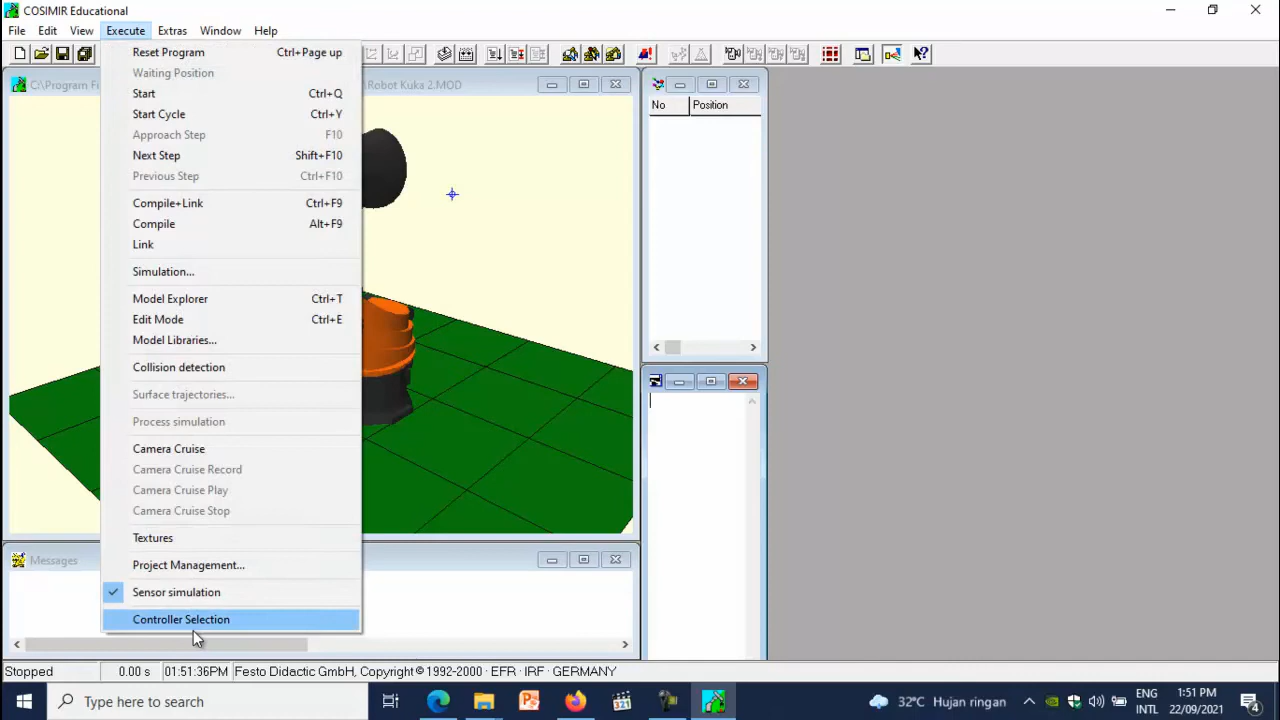 COSIMIR Educational
File Edit View Execute Extras Window Help
C:\Program Fi
\Robot Kuka 2.MOD
Reset Program Ctrl+Page up
Waiting Position
Start Ctrl+Q
Start Cycle Ctrl+Y
Approach Step F10
Next Step Shift+F10
Previous Step Ctrl+F10
Compile+Link Ctrl+F9
Compile Alt+F9
Link
Simulation...
Model Explorer Ctrl+T
Edit Mode Ctrl+E
Model Libraries...
Collision detection
Surface trajectories...
Process simulation
Camera Cruise
Camera Cruise Record
Camera Cruise Play
Camera Cruise Stop
Textures
Project Management...
Sensor simulation
Controller Selection
No Position
Messages
Stopped 0.00 s 01:51:36PM Festo Didactic GmbH, Copyright © 1992-2000 · EFR · IRF · GERMANY
Type here to search
321
32°C Hujan ringan
ENG
INTL
1:51 PM
22/09/2021
4